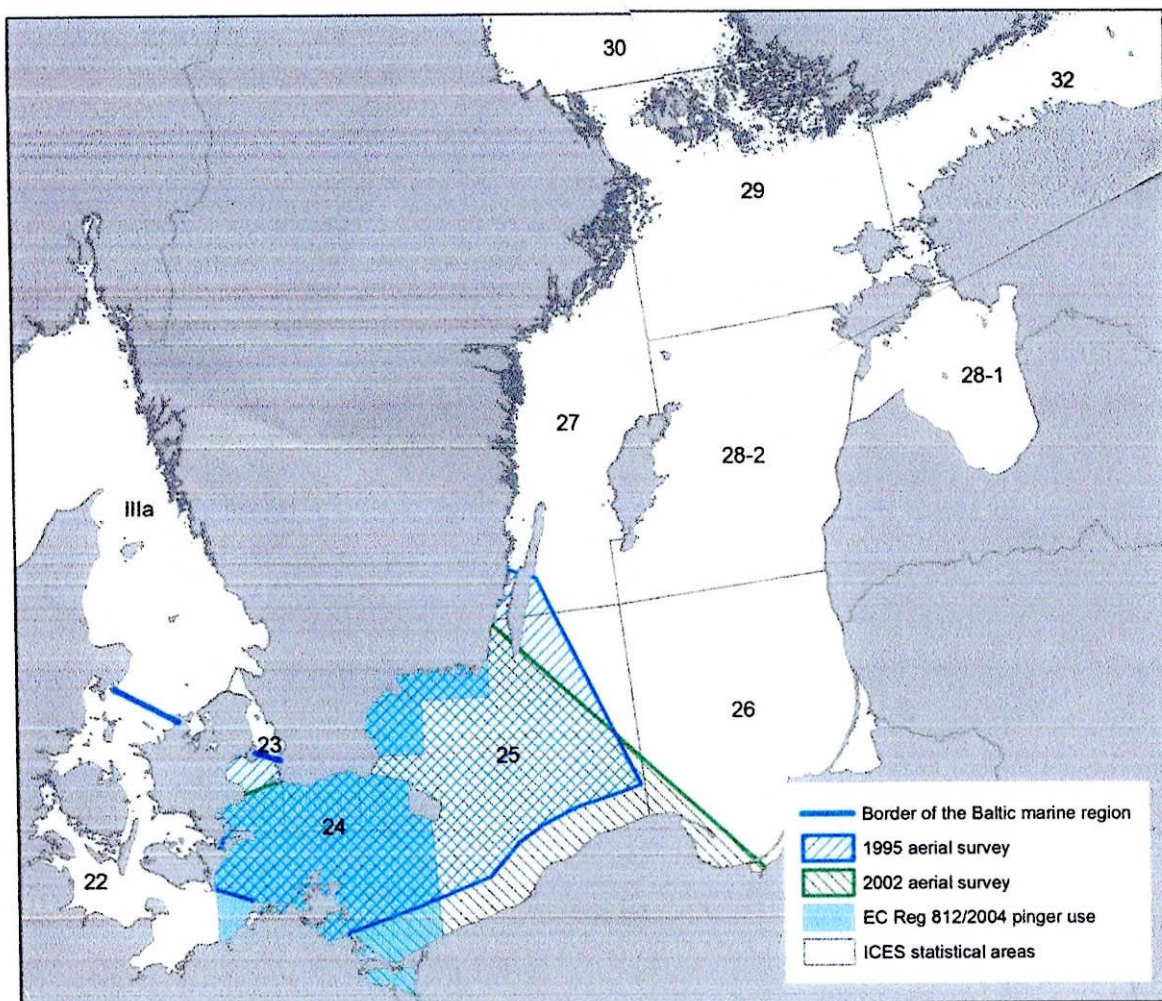 30
32
29
28-1
27
28-2
IIIa
26
23
25
24
22
Border of the Baltic marine region
1995 aerial survey
2002 aerial survey
EC Reg 812/2004 pinger use
ICES statistical areas